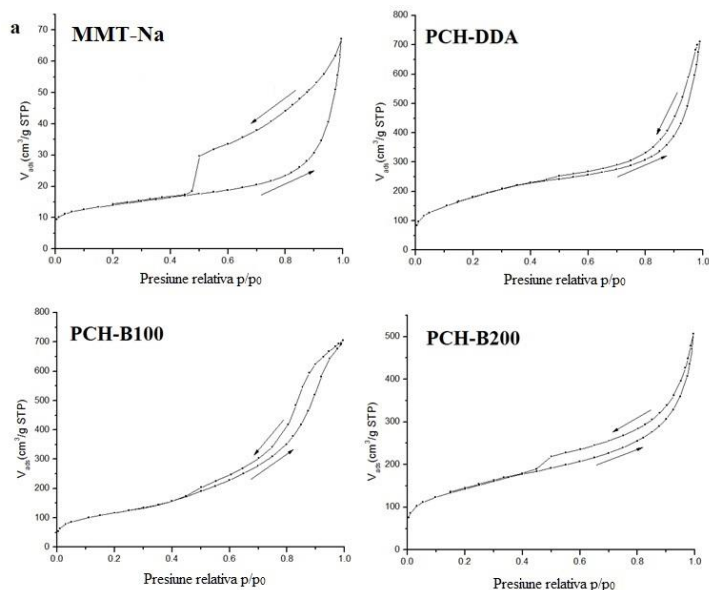 a
MMT-Na
V_ads(cm³/g STP)
70
60
50
40
30
20
10
0
0.0 0.2 0.4 0.6 0.8 1.0
Presiune relativa p/p₀
PCH-DDA
V_ads(cm³/g STP)
700
600
500
400
300
200
100
0
0.0 0.2 0.4 0.6 0.8 1.0
Presiune relativa p/p₀
PCH-B100
V_ads(cm³/g STP)
800
700
600
500
400
300
200
100
0
0.0 0.2 0.4 0.6 0.8 1.0
Presiune relativa p/p₀
PCH-B200
V_ads(cm³/g STP)
500
400
300
200
100
0
0.0 0.2 0.4 0.6 0.8 1.0
Presiune relativa p/p₀